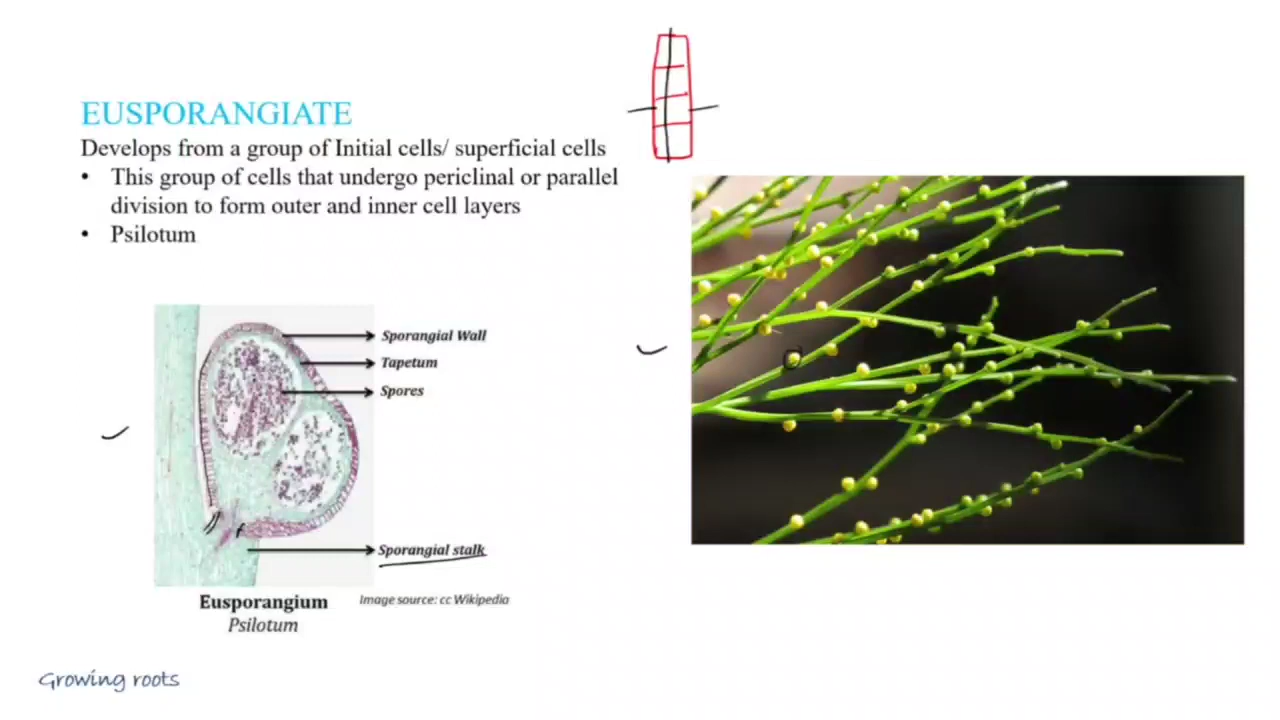 EUSPORANGIATE
Develops from a group of Initial cells/ superficial cells
• This group of cells that undergo periclinal or parallel
division to form outer and inner cell layers
• Psilotum
Sporangial Wall
Tapetum
Spores
Sporangial stalk
Eusporangium
Psilotum
Image source: cc Wikipedia
Growing roots